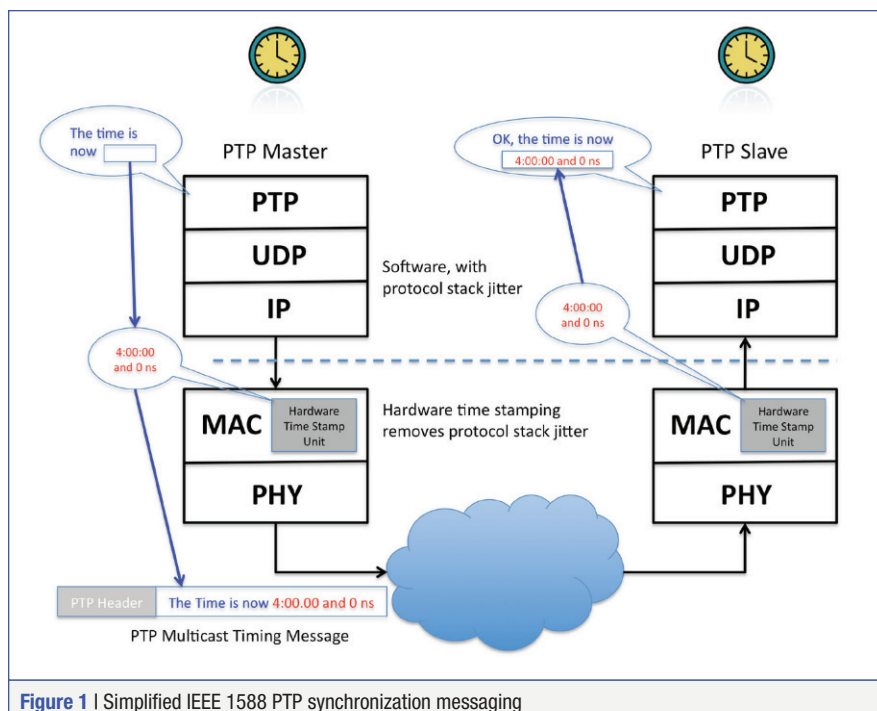 The time is
now
PTP Master
PTP
UDP
IP
Software, with
protocol stack jitter
4:00:00
and 0 ns
MAC
Hardware
Time Stamp
Unit
PHY
Hardware time stamping
removes protocol stack jitter
PTP Header
The Time is now 4:00.00 and 0 ns
PTP Multicast Timing Message
OK, the time is now
4:00:00 and 0 ns
PTP Slave
PTP
UDP
IP
4:00:00
and 0 ns
MAC
Hardware
Time Stamp
Unit
PHY
Figure 1 | Simplified IEEE 1588 PTP synchronization messaging